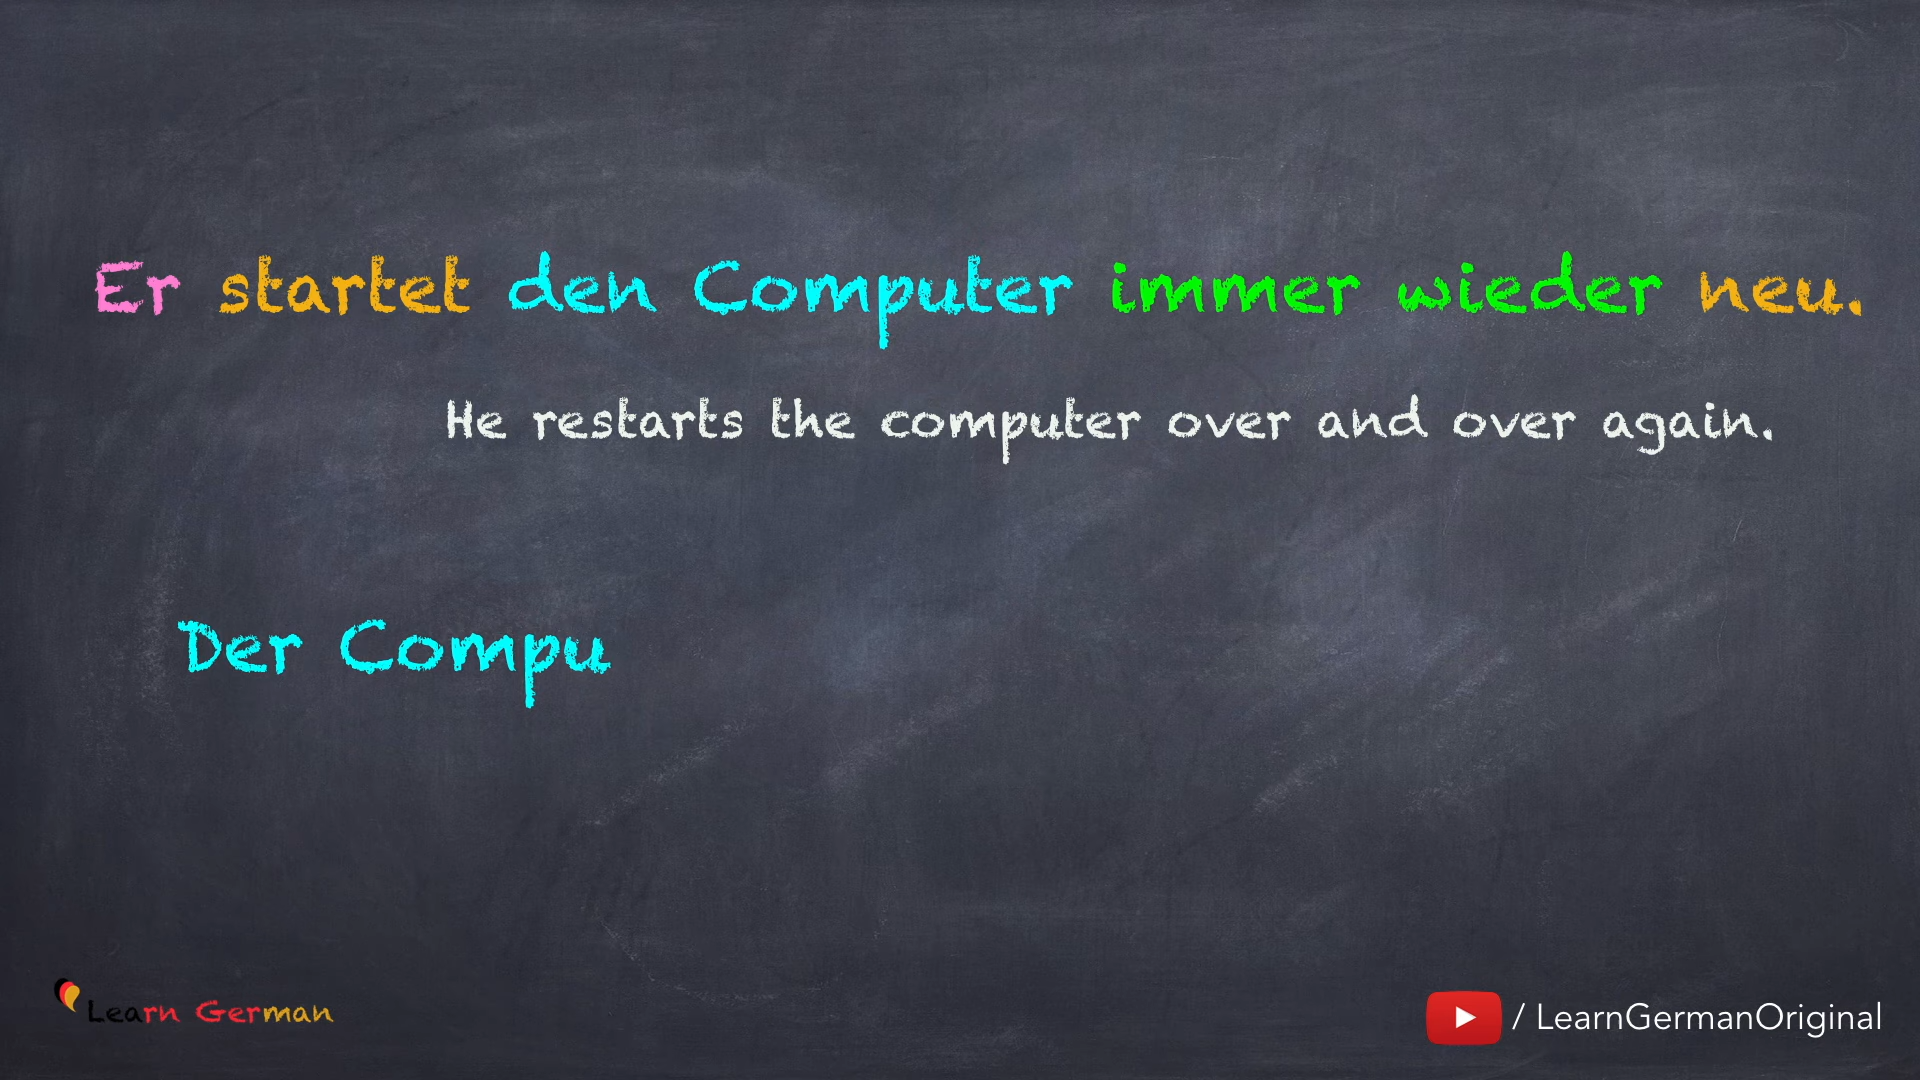 Er startet den Computer immer wieder neu.
He restarts the computer over and over again.
Der Compu
Learn German
/ LearnGermanOriginal